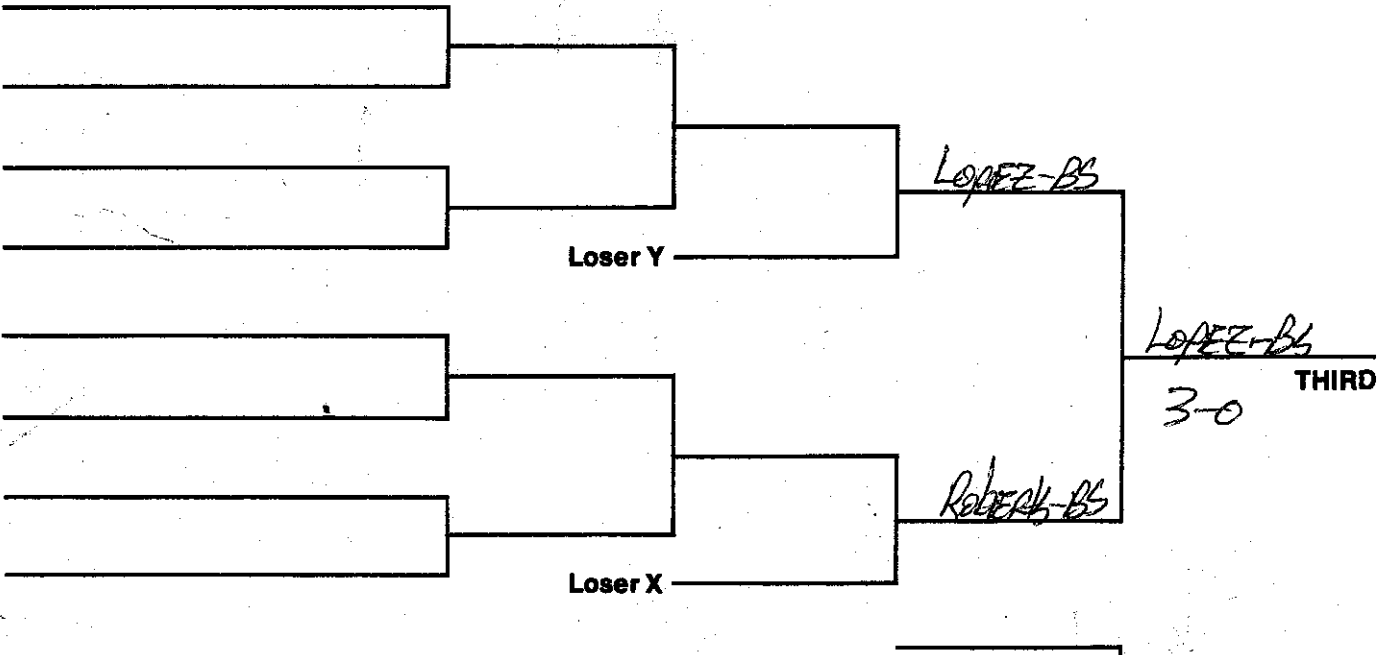 LOPEZ-BS
Loser Y
LOPEZ-BS
THIRD
3-0
Roberts-BS
Loser X